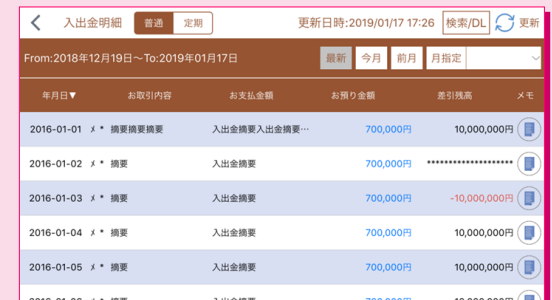 入出金明細 普通 定期 更新日時:2019/01/17 17:26 検索/DL 更新
From:2018年12月19日～To:2019年01月17日 最新 今月 前月 月指定
年月日▼ お取引内容 お支払金額 お預り金額 差引残高 メモ
2016-01-01 ﾒ * 摘要摘要摘要 入出金摘要入出金摘要… 700,000円 10,000,000円
2016-01-02 ﾒ * 摘要 入出金摘要 700,000円 ********************
2016-01-03 ﾒ * 摘要 入出金摘要 700,000円 -10,000,000円
2016-01-04 ﾒ * 摘要 入出金摘要 700,000円 10,000,000円
2016-01-05 ﾒ * 摘要 入出金摘要 700,000円 10,000,000円